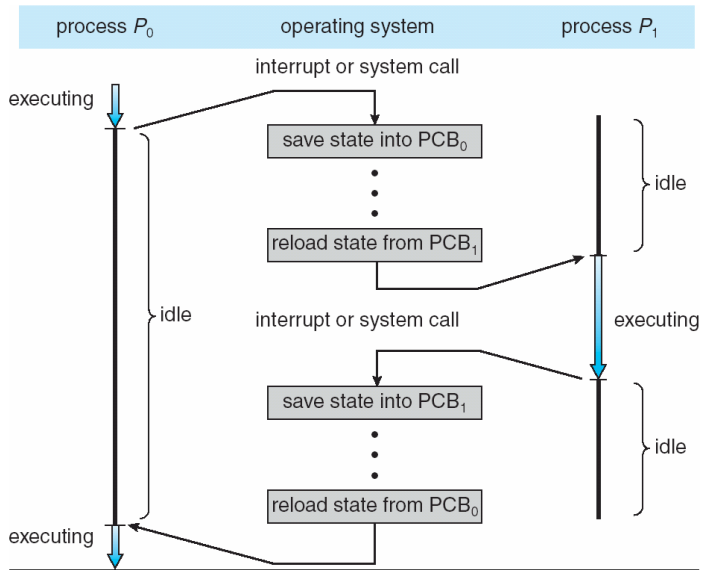 process P₀ operating system process P₁
interrupt or system call
executing
save state into PCB₀
idle
reload state from PCB₁
idle
interrupt or system call
executing
save state into PCB₁
idle
reload state from PCB₀
executing